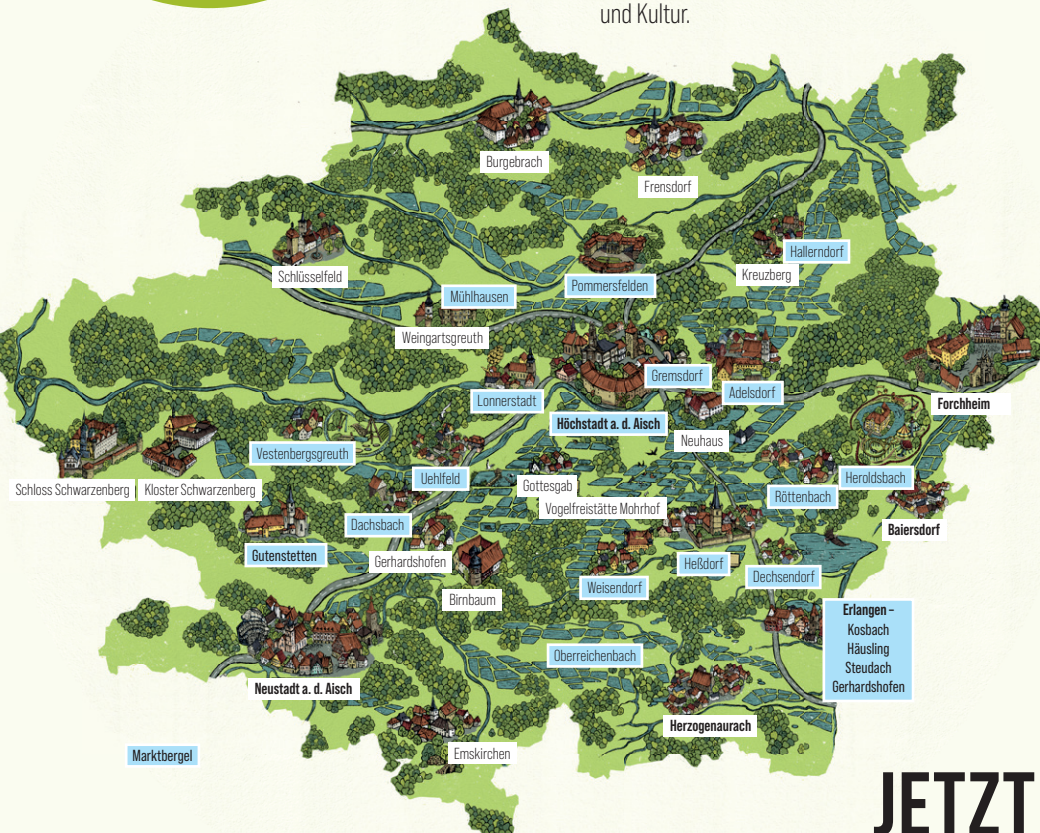 und Kultur.
Burgebrach
Frensdorf
Hallerndorf
Kreuzberg
Schlüsselfeld
Pommersfelden
Mühlhausen
Weingartsgreuth
Gremsdorf
Adelsdorf
Lonnerstadt
Forchheim
Höchstadt a. d. Aisch
Neuhaus
Vestenbergsgreuth
Uehlfeld
Heroldsbach
Gottesgab
Schloss Schwarzenberg
Kloster Schwarzenberg
Röttenbach
Vogelfreistätte Mohrhof
Dachsbach
Baiersdorf
Gutenstetten
Gerhardshofen
Heßdorf
Dechsendorf
Weisendorf
Birnbaum
Erlangen –
Kosbach
Häusling
Steudach
Gerhardshofen
Oberreichenbach
Neustadt a. d. Aisch
Herzogenaurach
Emskirchen
Marktbergel
JETZT